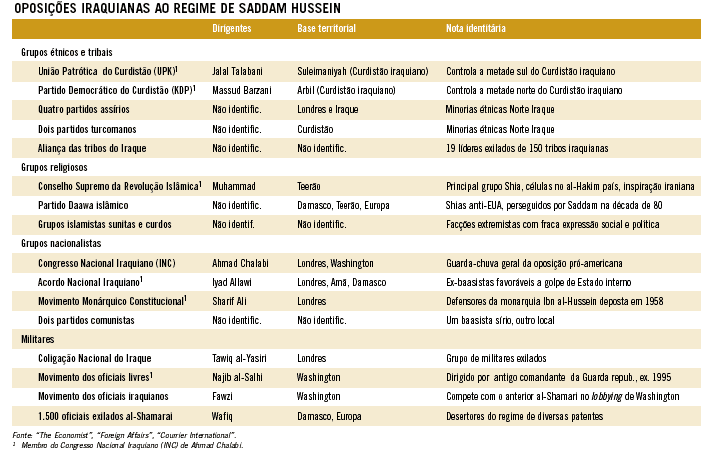 OPOSIÇÕES IRAQUIANAS AO REGIME DE SADDAM HUSSEIN
Dirigentes Base territorial Nota identitária
Grupos étnicos e tribais
União Patrótica do Curdistão (UPK)¹ Jalal Talabani Suleimaniyah (Curdistão iraquiano) Controla a metade sul do Curdistão iraquiano
Partido Democrático do Curdistão (KDP)¹ Massud Barzani Arbil (Curdistão iraquiano) Controla a metade norte do Curdistão iraquiano
Quatro partidos assírios Não identific. Londres e Iraque Minorias étnicas Norte Iraque
Dois partidos turcomanos Não identific. Curdistão Minorias étnicas Norte Iraque
Aliança das tribos do Iraque Não identific. Não identific. 19 líderes exilados de 150 tribos iraquianas
Grupos religiosos
Conselho Supremo da Revolução Islâmica¹ Muhammad Teerão Principal grupo Shia, células no al-Hakim país, inspiração iraniana
Partido Daawa islâmico Não identific. Damasco, Teerão, Europa Shias anti-EUA, perseguidos por Saddam na década de 80
Grupos islamistas sunitas e curdos Não identif. Não identific. Facções extremistas com fraca expressão social e política
Grupos nacionalistas
Congresso Nacional Iraquiano (INC) Ahmad Chalabi Londres, Washington Guarda-chuva geral da oposição pró-americana
Acordo Nacional Iraquiano¹ Iyad Allawi Londres, Amã, Damasco Ex-baasistas favoráveis a golpe de Estado interno
Movimento Monárquico Constitucional¹ Sharif Ali Londres Defensores da monarquia Ibn al-Hussein deposta em 1958
Dois partidos comunistas Não identific. Não identific. Um baasista sírio, outro local
Militares
Coligação Nacional do Iraque Tawiq al-Yasiri Londres Grupo de militares exilados
Movimento dos oficiais livres¹ Najib al-Salhi Washington Dirigido por antigo comandante da Guarda repub., ex. 1995
Movimento dos oficiais iraquianos Fawzi Washington Compete com o anterior al-Shamari no lobbying de Washington
1.500 oficiais exilados al-Shamarai Wafiq Damasco, Europa Desertores do regime de diversas patentes
Fonte: “The Economist”, “Foreign Affairs”, “Courrier International”.
¹ Membro do Congresso Nacional Iraquiano (INC) de Ahmad Chalabi.